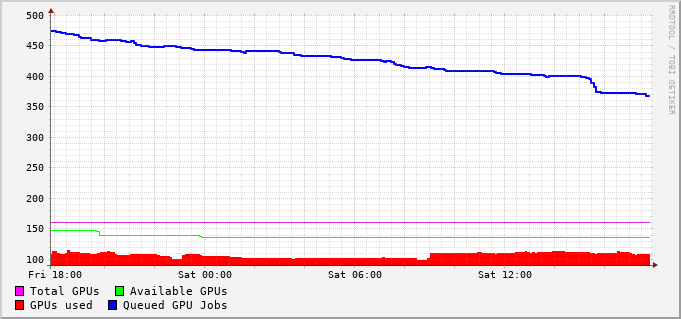 500
450
400
350
300
250
200
150
100
Fri 18:00 Sat 00:00 Sat 06:00 Sat 12:00
Total GPUs Available GPUs
GPUs used Queued GPU Jobs
RRDTOOL / TOBI OETIKER